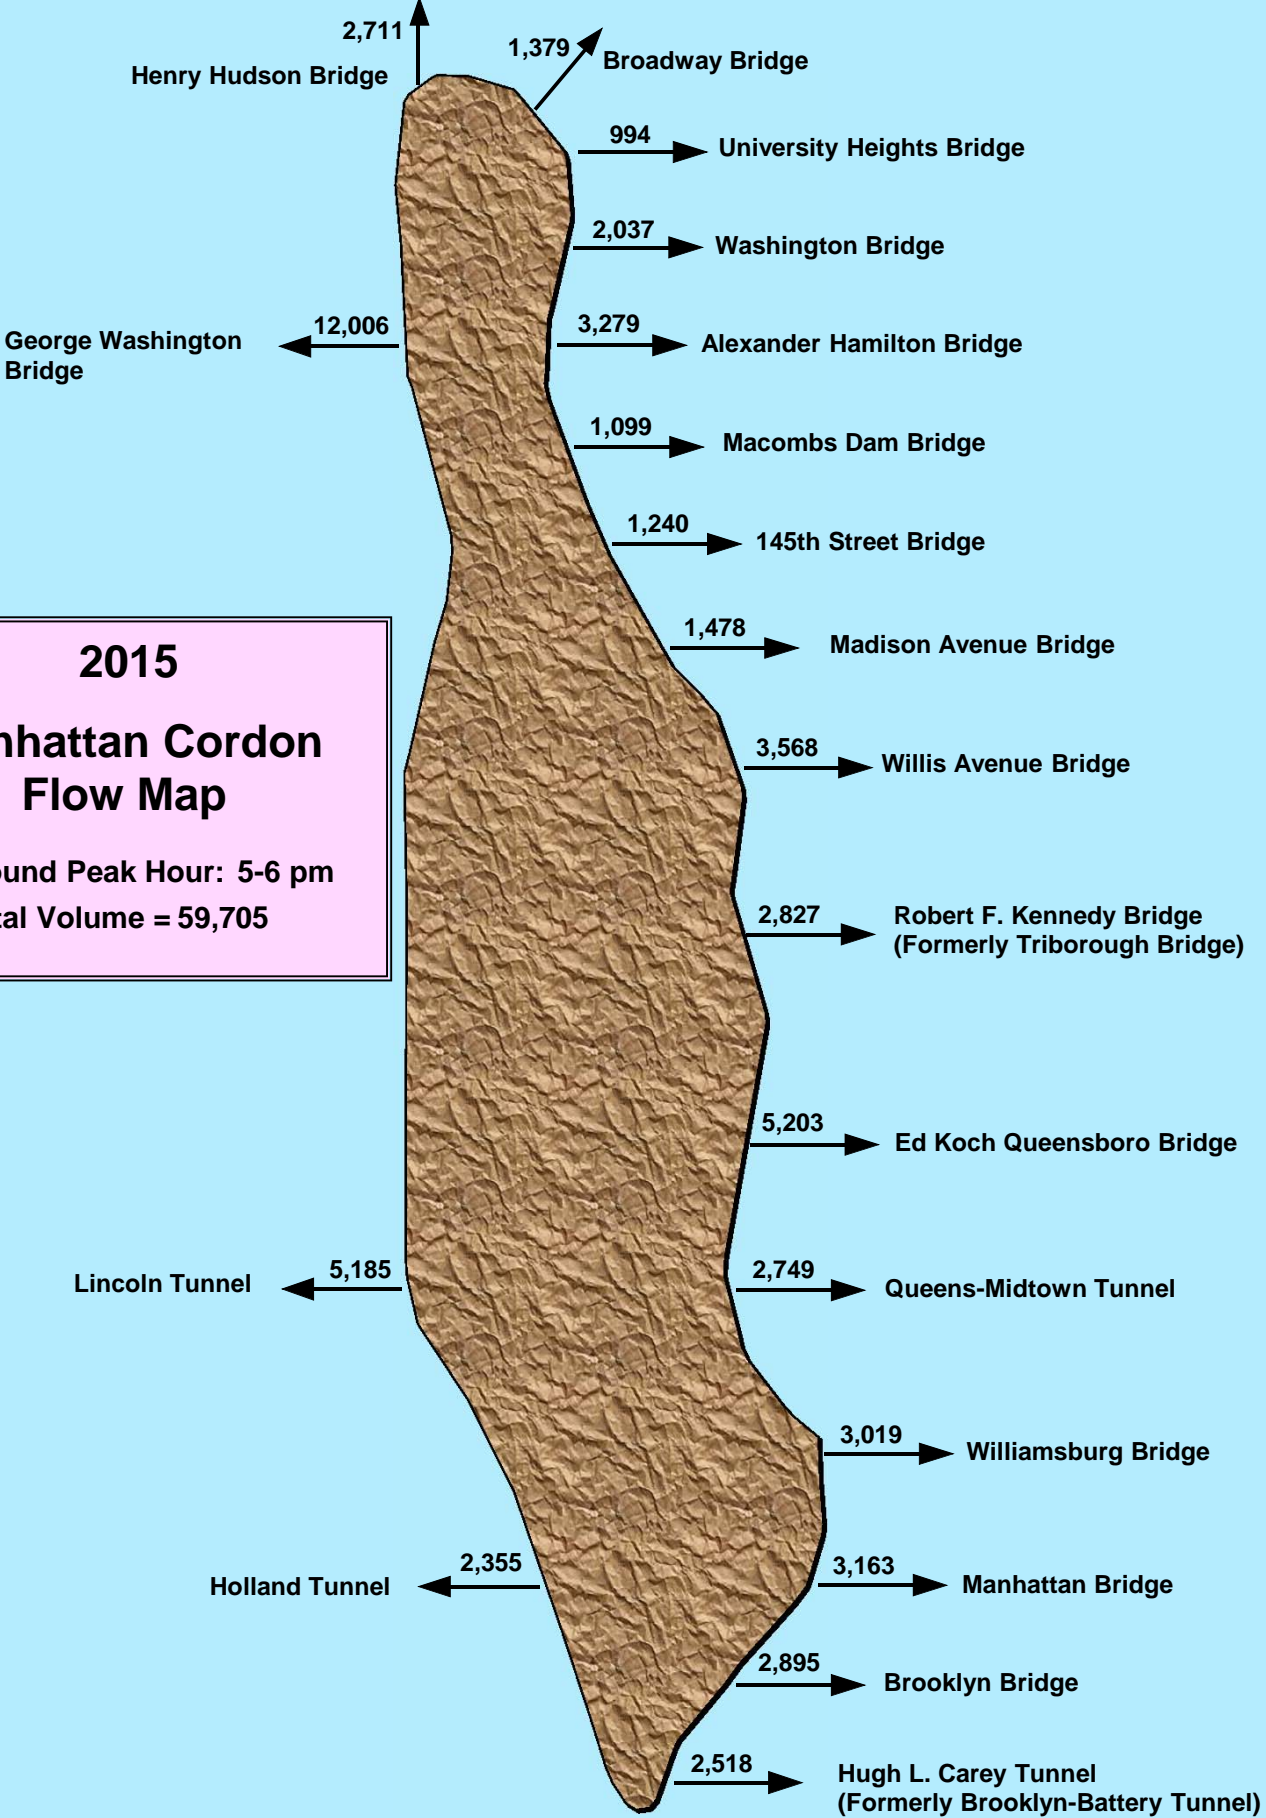 2,711
Henry Hudson Bridge
1,379
Broadway Bridge
994
University Heights Bridge
2,037
Washington Bridge
George Washington
Bridge
12,006
3,279
Alexander Hamilton Bridge
1,099
Macombs Dam Bridge
1,240
145th Street Bridge
1,478
Madison Avenue Bridge
2015
nhattan Cordon
Flow Map
ound Peak Hour: 5-6 pm
tal Volume = 59,705
3,568
Willis Avenue Bridge
2,827
Robert F. Kennedy Bridge
(Formerly Triborough Bridge)
5,203
Ed Koch Queensboro Bridge
Lincoln Tunnel
5,185
2,749
Queens-Midtown Tunnel
3,019
Williamsburg Bridge
Holland Tunnel
2,355
3,163
Manhattan Bridge
2,895
Brooklyn Bridge
2,518
Hugh L. Carey Tunnel
(Formerly Brooklyn-Battery Tunnel)